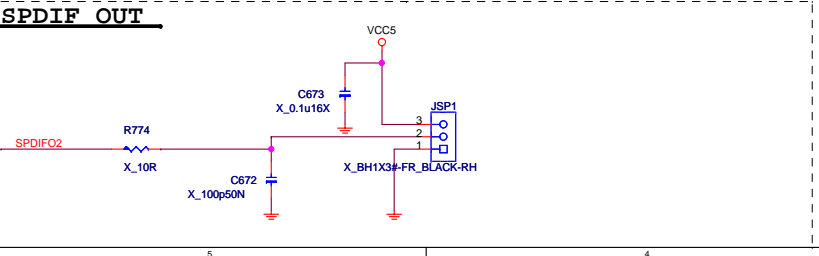 SPDIF OUT
VCC5
C673
X_0.1u16X
JSP1
3
2
1
R774
SPDIFO2
X_10R
X_BH1X3#-FR_BLACK-RH
C672
X_100p50N
5
4